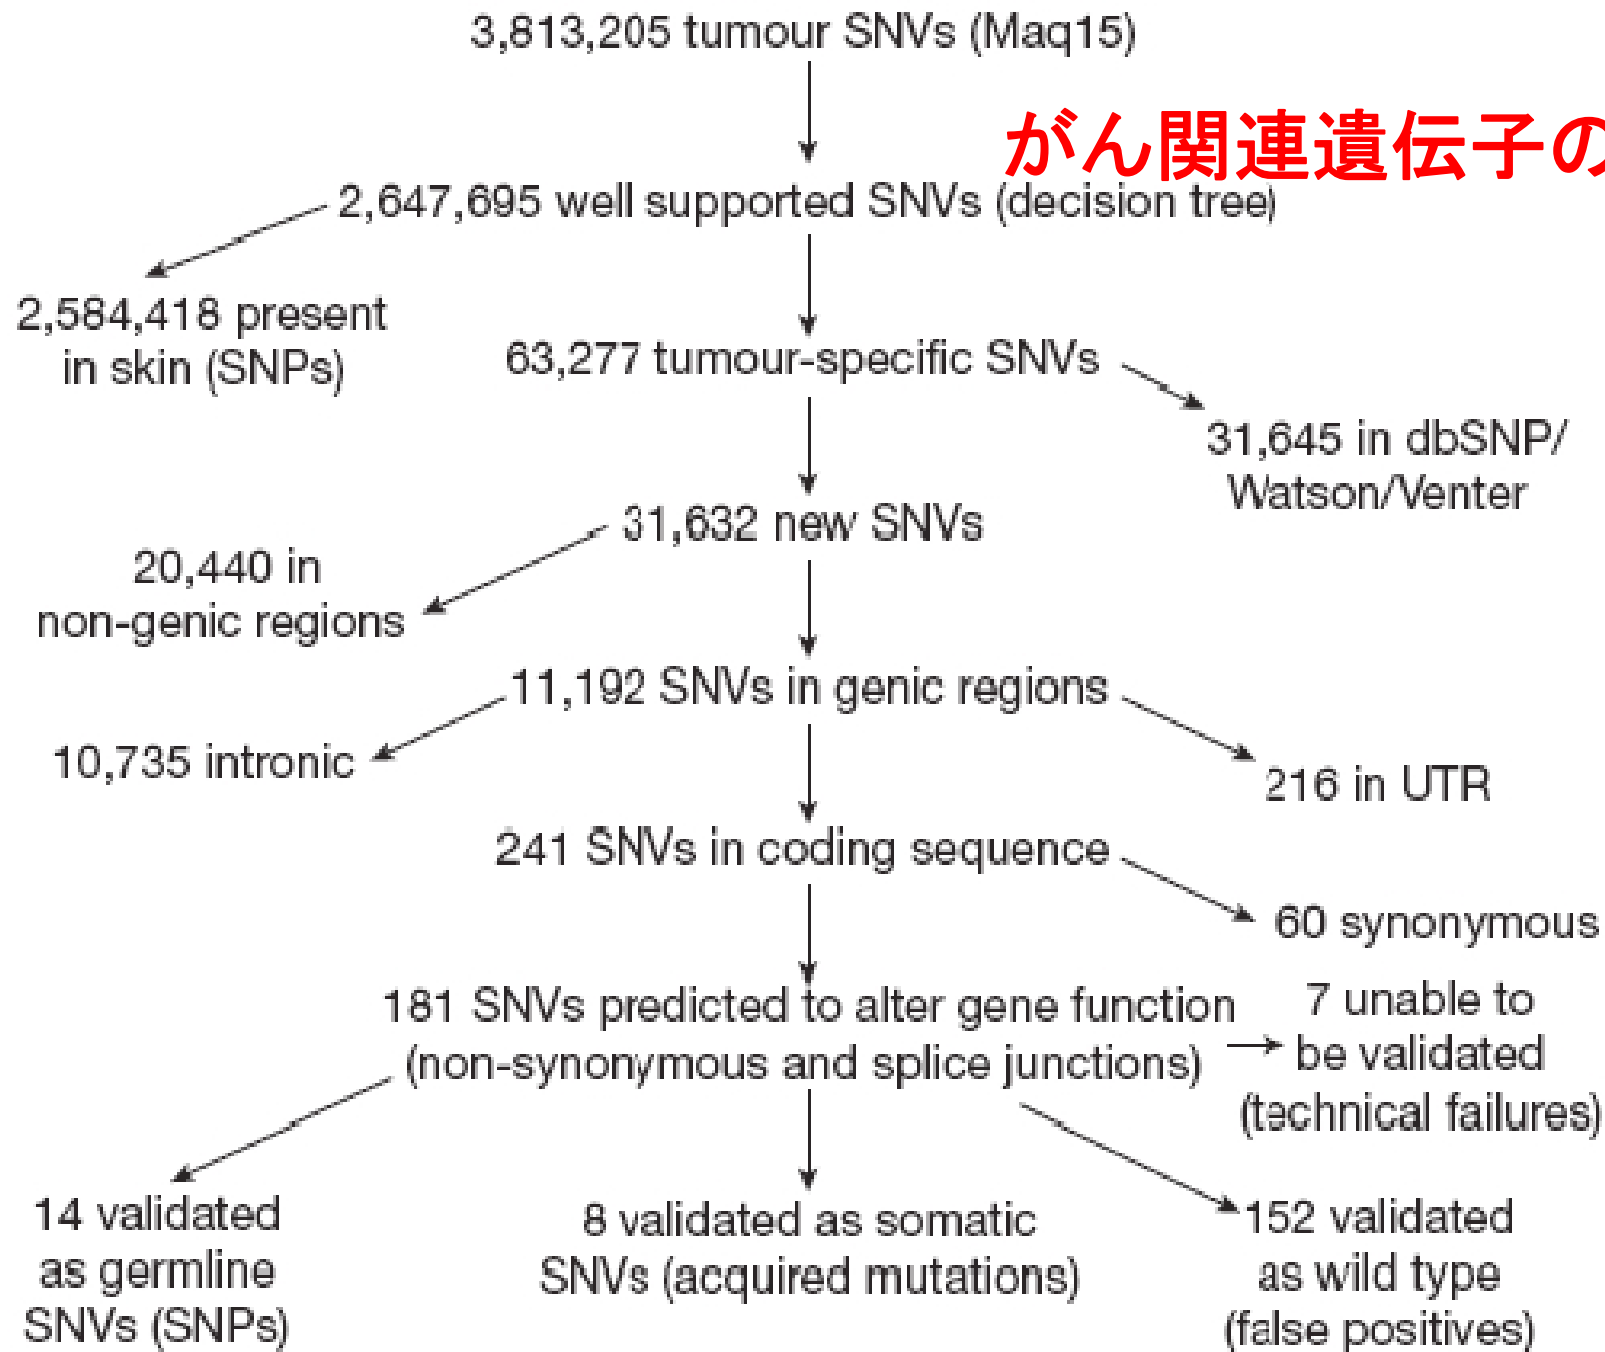 3,813,205 tumour SNVs (Maq15)
がん関連遺伝子の
2,647,695 well supported SNVs (decision tree)
2,584,418 present
in skin (SNPs)
63,277 tumour-specific SNVs
31,645 in dbSNP/
Watson/Venter
31,632 new SNVs
20,440 in
non-genic regions
11,192 SNVs in genic regions
10,735 intronic
216 in UTR
241 SNVs in coding sequence
60 synonymous
181 SNVs predicted to alter gene function
(non-synonymous and splice junctions)
7 unable to
be validated
(technical failures)
14 validated
as germline
SNVs (SNPs)
8 validated as somatic
SNVs (acquired mutations)
152 validated
as wild type
(false positives)